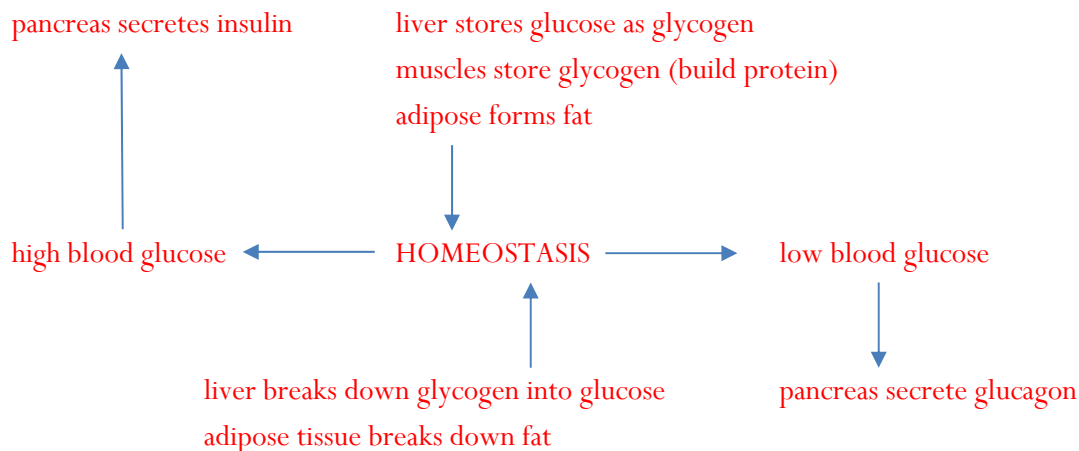 pancreas secretes insulin
liver stores glucose as glycogen
muscles store glycogen (build protein)
adipose forms fat
high blood glucose
HOMEOSTASIS
low blood glucose
liver breaks down glycogen into glucose
adipose tissue breaks down fat
pancreas secrete glucagon